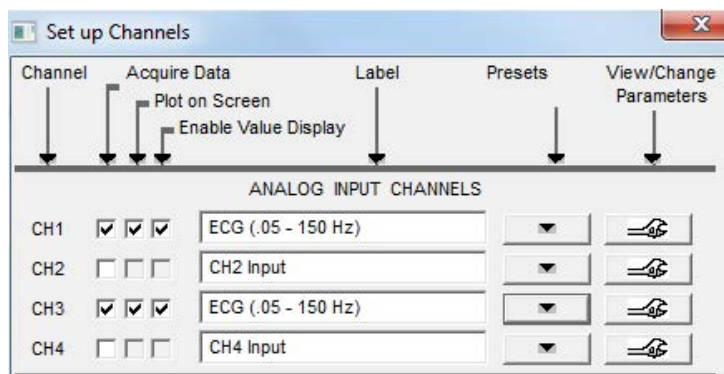 Set up Channels
Channel Acquire Data Label Presets View/Change
Plot on Screen Parameters
Enable Value Display
ANALOG INPUT CHANNELS
CH1 ECG (.05 - 150 Hz)
CH2 CH2 Input
CH3 ECG (.05 - 150 Hz)
CH4 CH4 Input